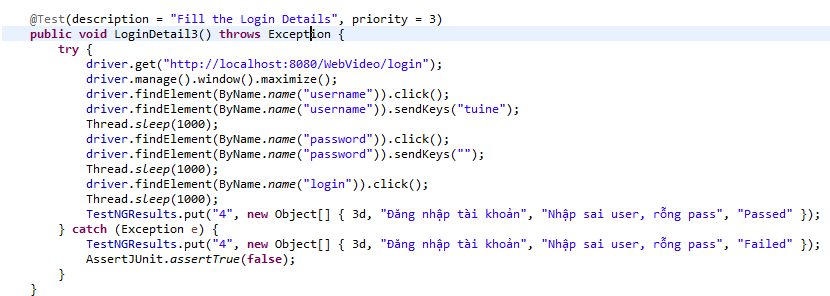 @Test(description = "Fill the Login Details", priority = 3)
public void LoginDetail3() throws Exception {
try {
driver.get("http://localhost:8080/WebVideo/login");
driver.manage().window().maximize();
driver.findElement(ByName.name("username")).click();
driver.findElement(ByName.name("username")).sendKeys("tuine");
Thread.sleep(1000);
driver.findElement(ByName.name("password")).click();
driver.findElement(ByName.name("password")).sendKeys("");
Thread.sleep(1000);
driver.findElement(ByName.name("login")).click();
Thread.sleep(1000);
TestNGResults.put("4", new Object[] { 3d, "Đăng nhập tài khoản", "Nhập sai user, rỗng pass", "Passed" });
} catch (Exception e) {
TestNGResults.put("4", new Object[] { 3d, "Đăng nhập tài khoản", "Nhập sai user, rỗng pass", "Failed" });
AssertJUnit.assertTrue(false);
}
}